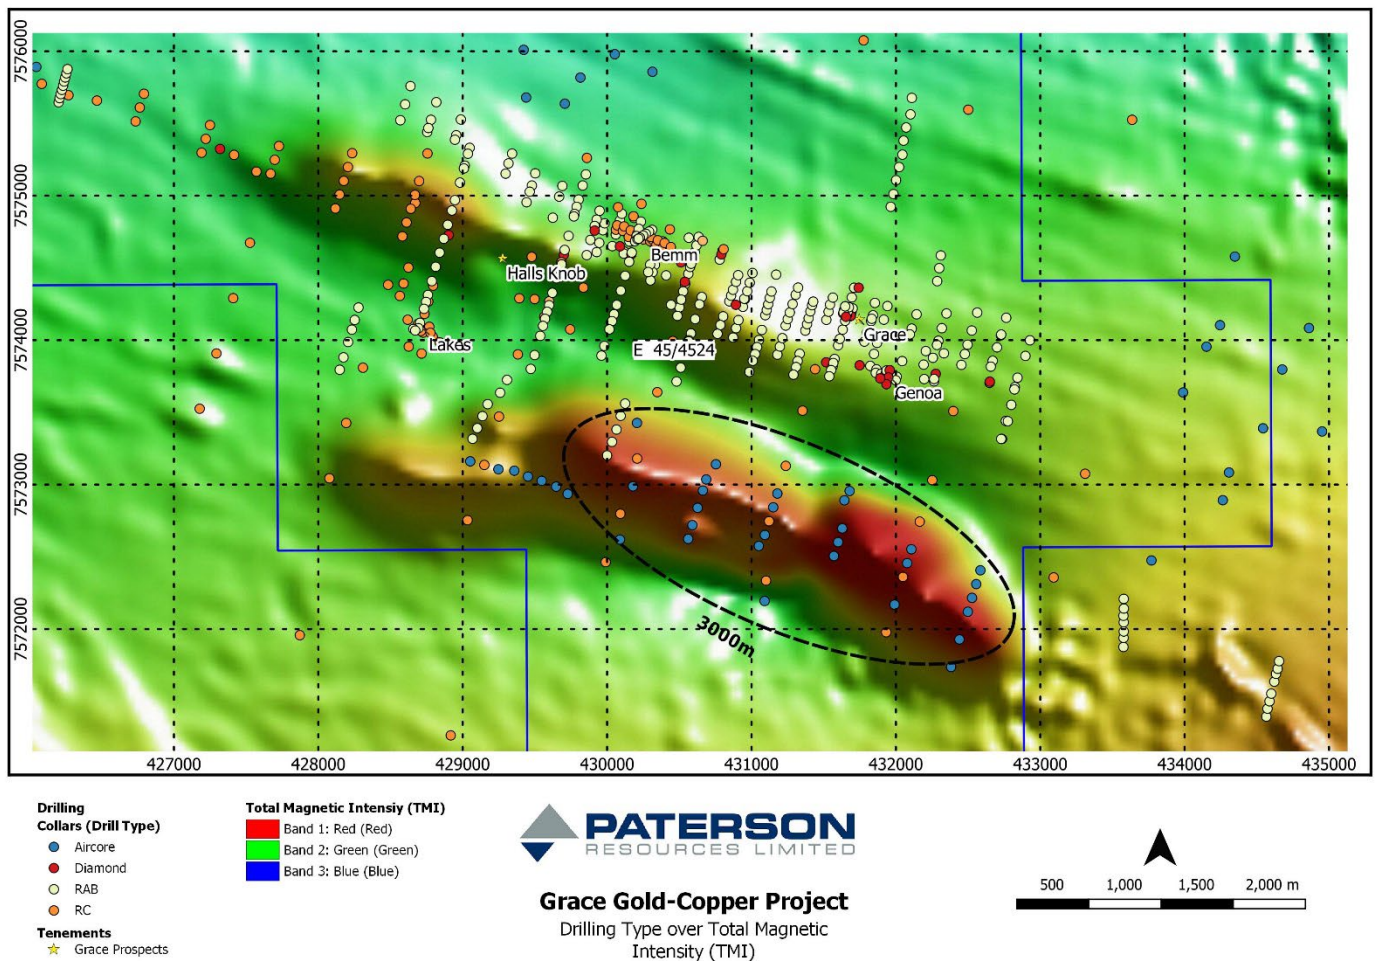 7576000
7575000
7574000
7573000
7572000
Halls Knob
Bemm
Lakes
Grace
E 45/4524
Genoa
3000m
427000
428000
429000
430000
431000
432000
433000
434000
435000
Drilling
Collars (Drill Type)
Aircore
Diamond
RAB
RC
Tenements
Grace Prospects
Total Magnetic Intensiy (TMI)
Band 1: Red (Red)
Band 2: Green (Green)
Band 3: Blue (Blue)
PATERSON
RESOURCES LIMITED
Grace Gold-Copper Project
Drilling Type over Total Magnetic
Intensity (TMI)
500 1,000 1,500 2,000 m